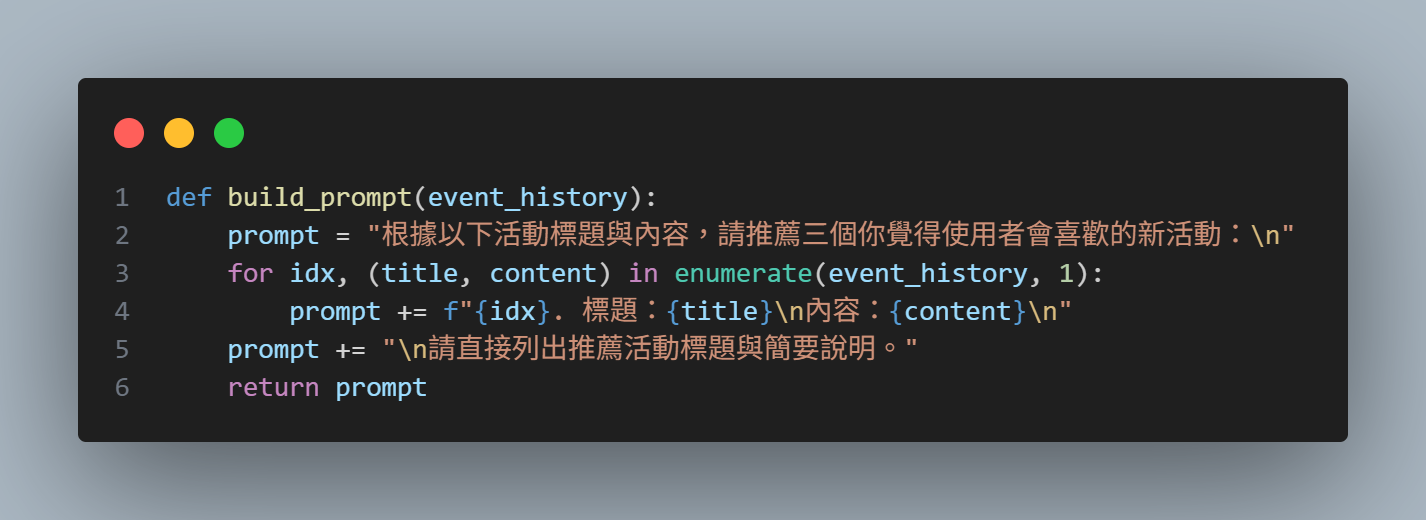 1 def build_prompt(event_history):
2     prompt = "根據以下活動標題與內容，請推薦三個你覺得使用者會喜歡的新活動：\n"
3     for idx, (title, content) in enumerate(event_history, 1):
4         prompt += f"{idx}. 標題：{title}\n內容：{content}\n"
5     prompt += "\n請直接列出推薦活動標題與簡要說明。"
6     return prompt